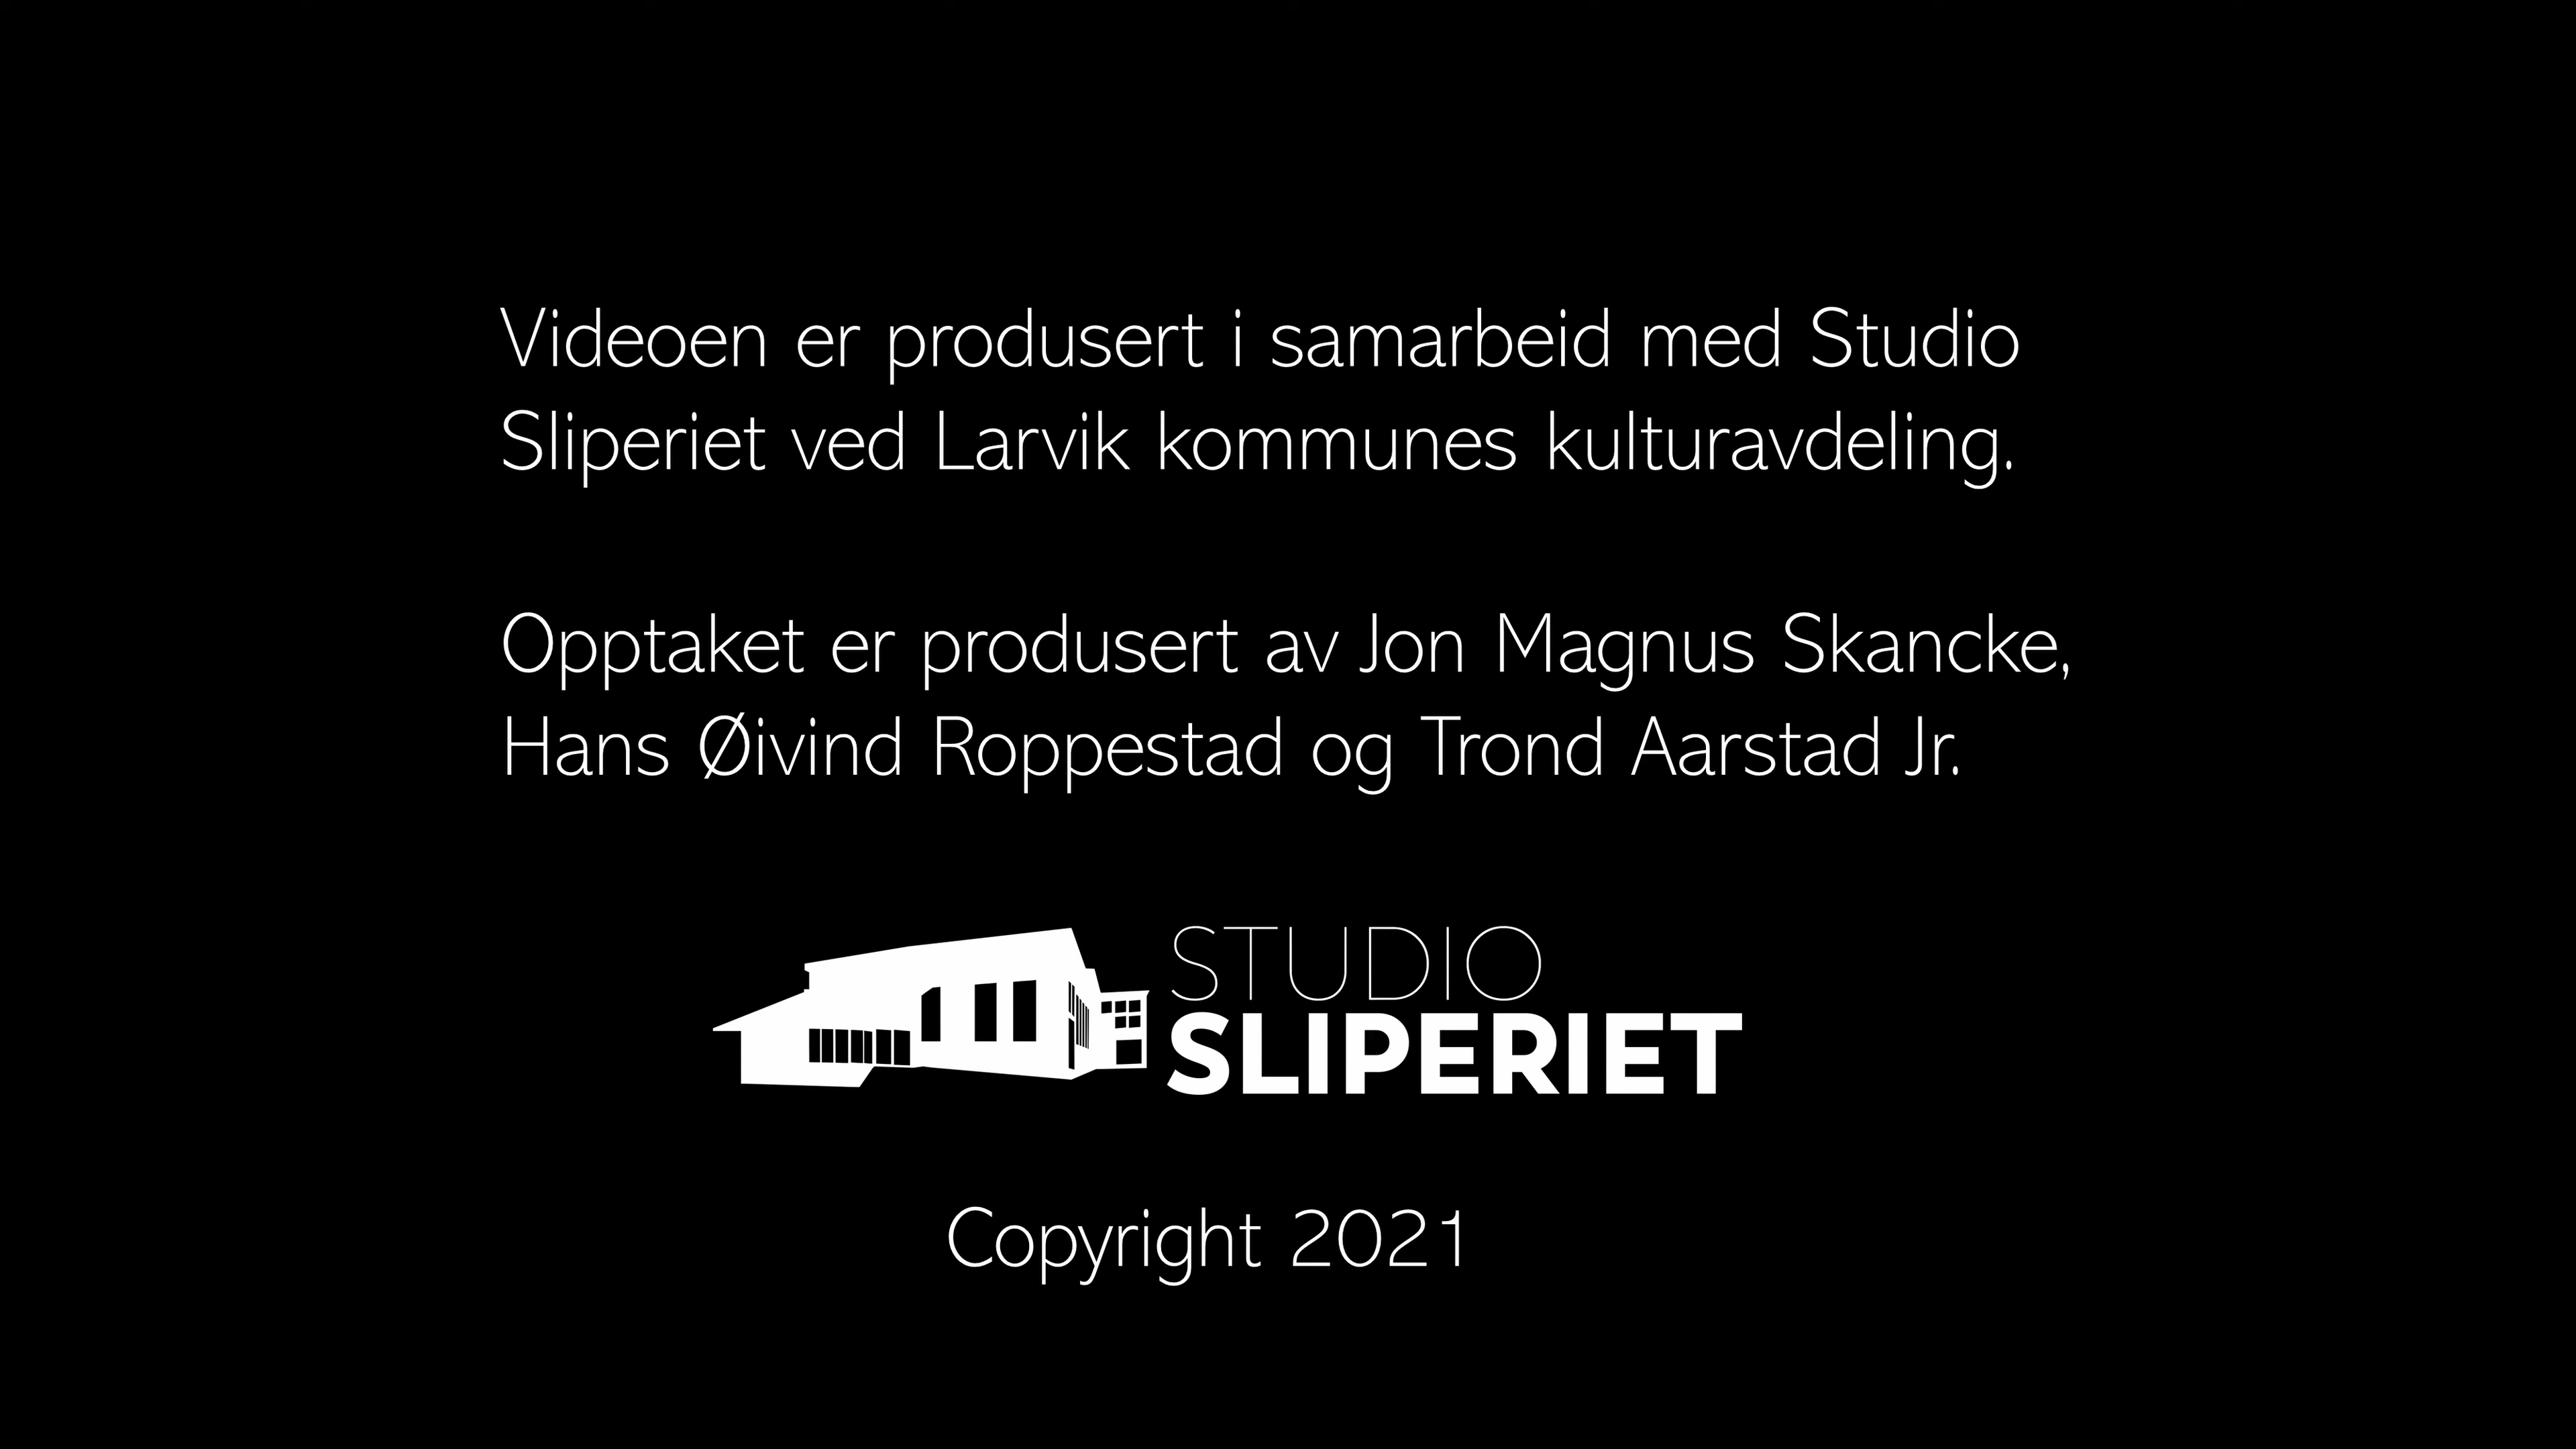 Videoen er produsert i samarbeid med Studio
Sliperiet ved Larvik kommunes kulturavdeling.
Opptaket er produsert av Jon Magnus Skancke,
Hans Øivind Roppestad og Trond Aarstad Jr.
STUDIO
SLIPERIET
Copyright 2021